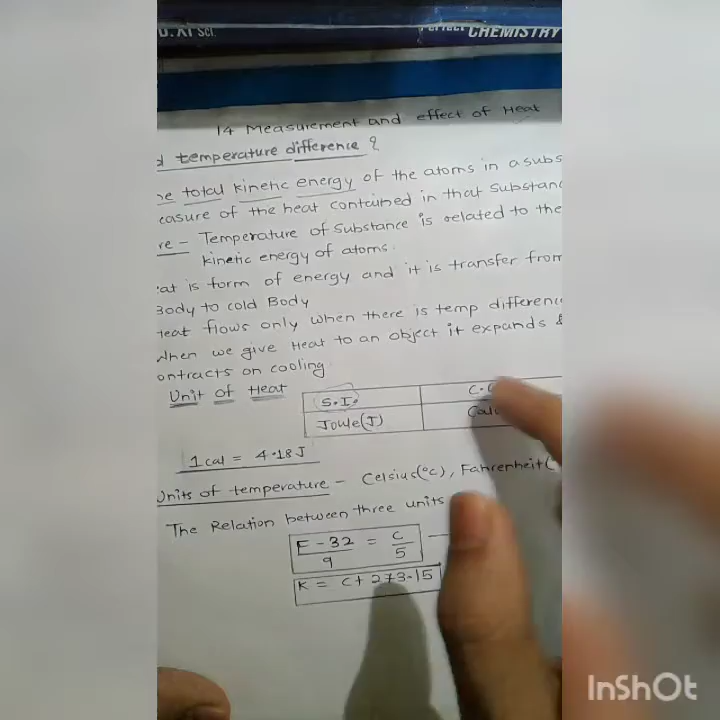 D. XI Sci.
PERFECT CHEMISTRY
14 Measurement and effect of Heat
d temperature difference ?
he total kinetic energy of the atoms in a subs
easure of the heat contained in that substanc
re - Temperature of substance is related to the
kinetic energy of atoms.
eat is form of energy and it is transfer from
Body to cold Body
Heat flows only when there is temp differenc
When we give Heat to an object it expands &
ontracts on cooling
Unit of Heat
S.I. C.
Joule(J) Calo
1 cal = 4.18J
Units of temperature - Celsius(°c), Fahrenheit(°
The Relation between three units
F - 32 / 9 = C / 5
K = C + 273.15
InShOt